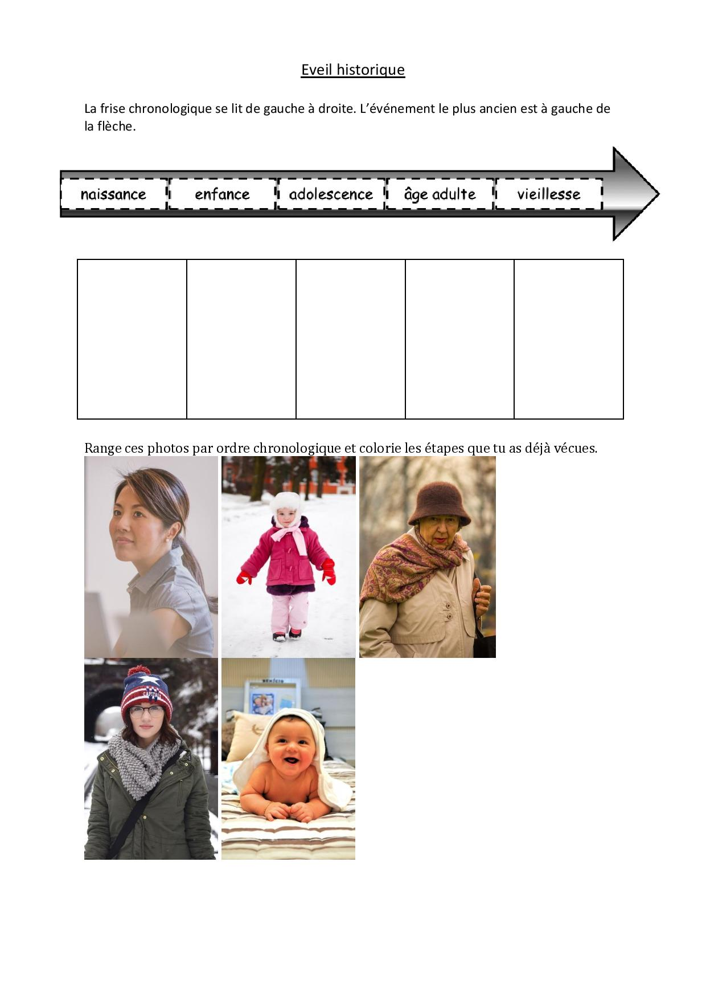 Eveil historique
La frise chronologique se lit de gauche à droite. L’événement le plus ancien est à gauche de
la flèche.
naissance enfance adolescence âge adulte vieillesse
Range ces photos par ordre chronologique et colorie les étapes que tu as déjà vécues.
CAPITALS